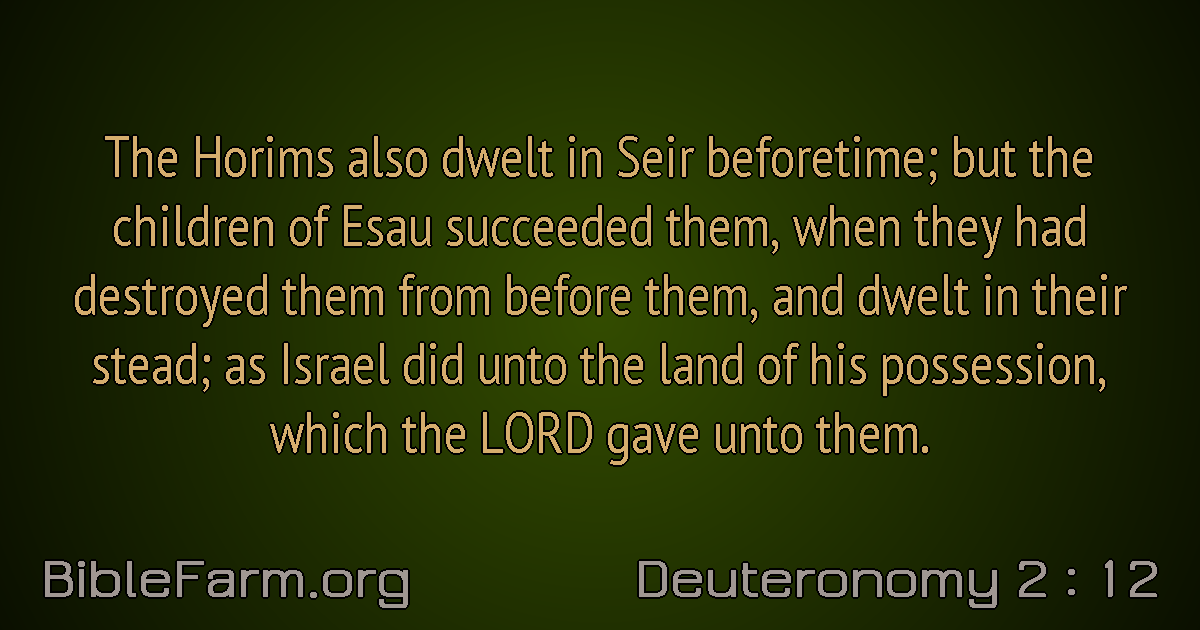 The Horims also dwelt in Seir beforetime; but the
children of Esau succeeded them, when they had
destroyed them from before them, and dwelt in their
stead; as Israel did unto the land of his possession,
which the LORD gave unto them.
BibleFarm.org
Deuteronomy 2 : 12